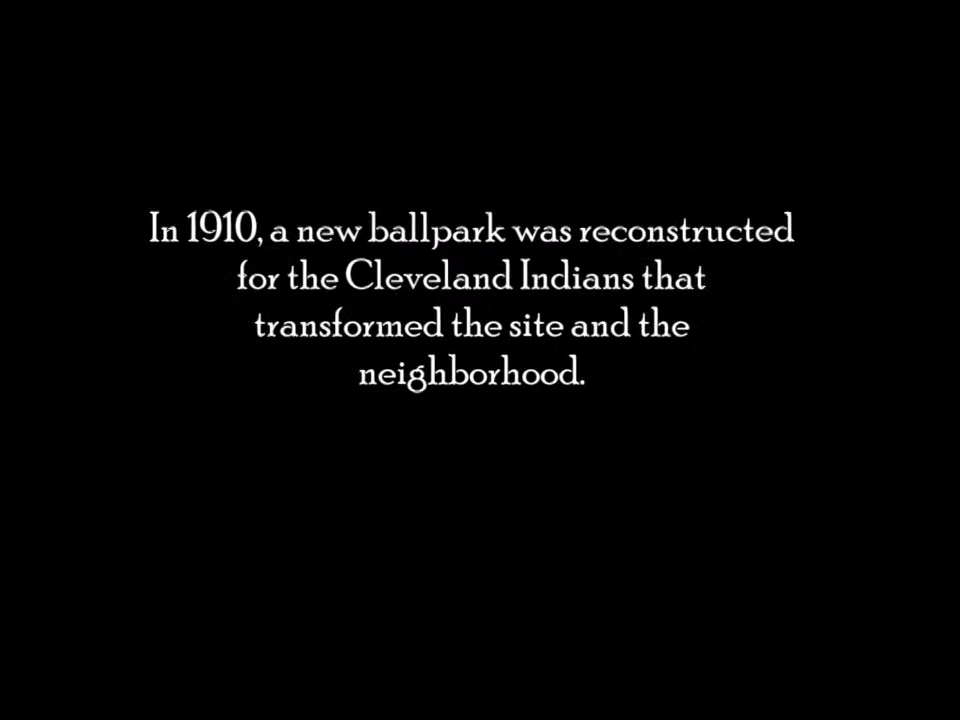 In 1910, a new ballpark was reconstructed
for the Cleveland Indians that
transformed the site and the
neighborhood.